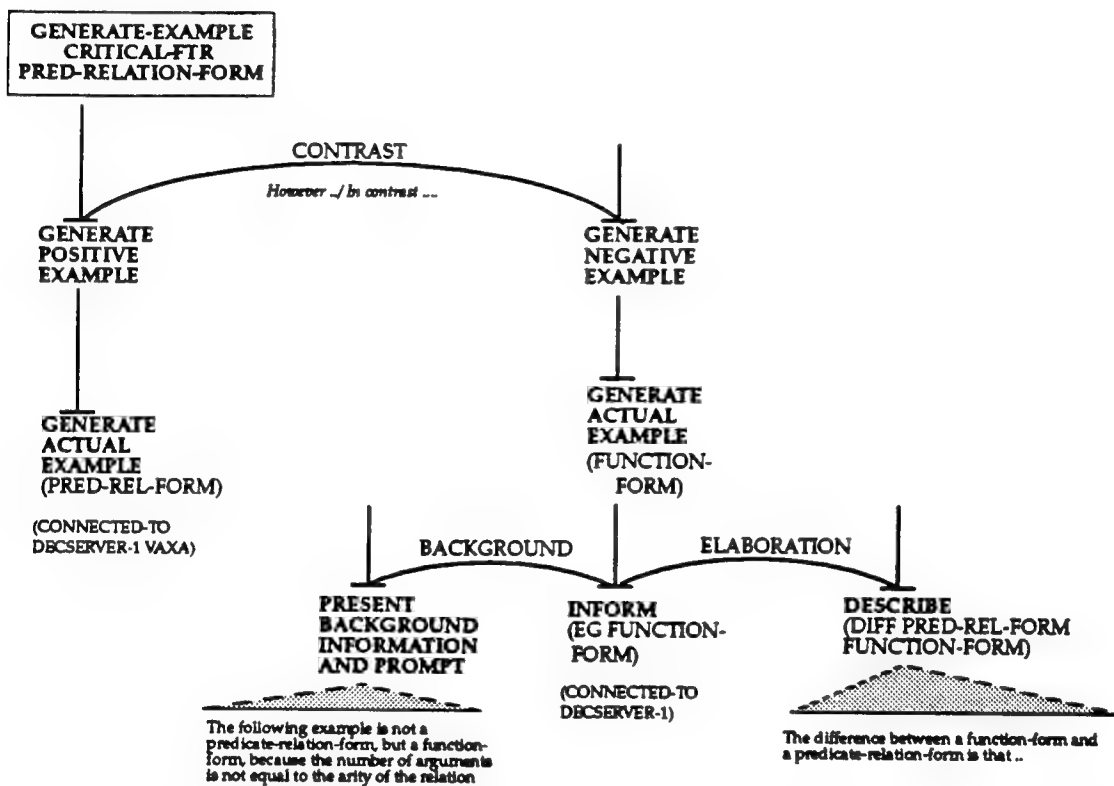 GENERATE-EXAMPLE
CRITICAL-FTR
PRED-RELATION-FORM
CONTRAST
However ../ In contrast ....
GENERATE
POSITIVE
EXAMPLE
GENERATE
NEGATIVE
EXAMPLE
GENERATE
ACTUAL
EXAMPLE
(PRED-REL-FORM)
(CONNECTED-TO
DECSERVER-1 VAXA)
GENERATE
ACTUAL
EXAMPLE
(FUNCTION-
FORM)
BACKGROUND
ELABORATION
PRESENT
BACKGROUND
INFORMATION
AND PROMPT
INFORM
(EG FUNCTION-
FORM)
(CONNECTED-TO
DECSERVER-1)
DESCRIBE
(DIFF PRED-REL-FORM
FUNCTION-FORM)
The following example is not a
predicate-relation-form, but a function-
form, because the number of arguments
is not equal to the arity of the relation
The difference between a function-form and
a predicate-relation-form is that ..